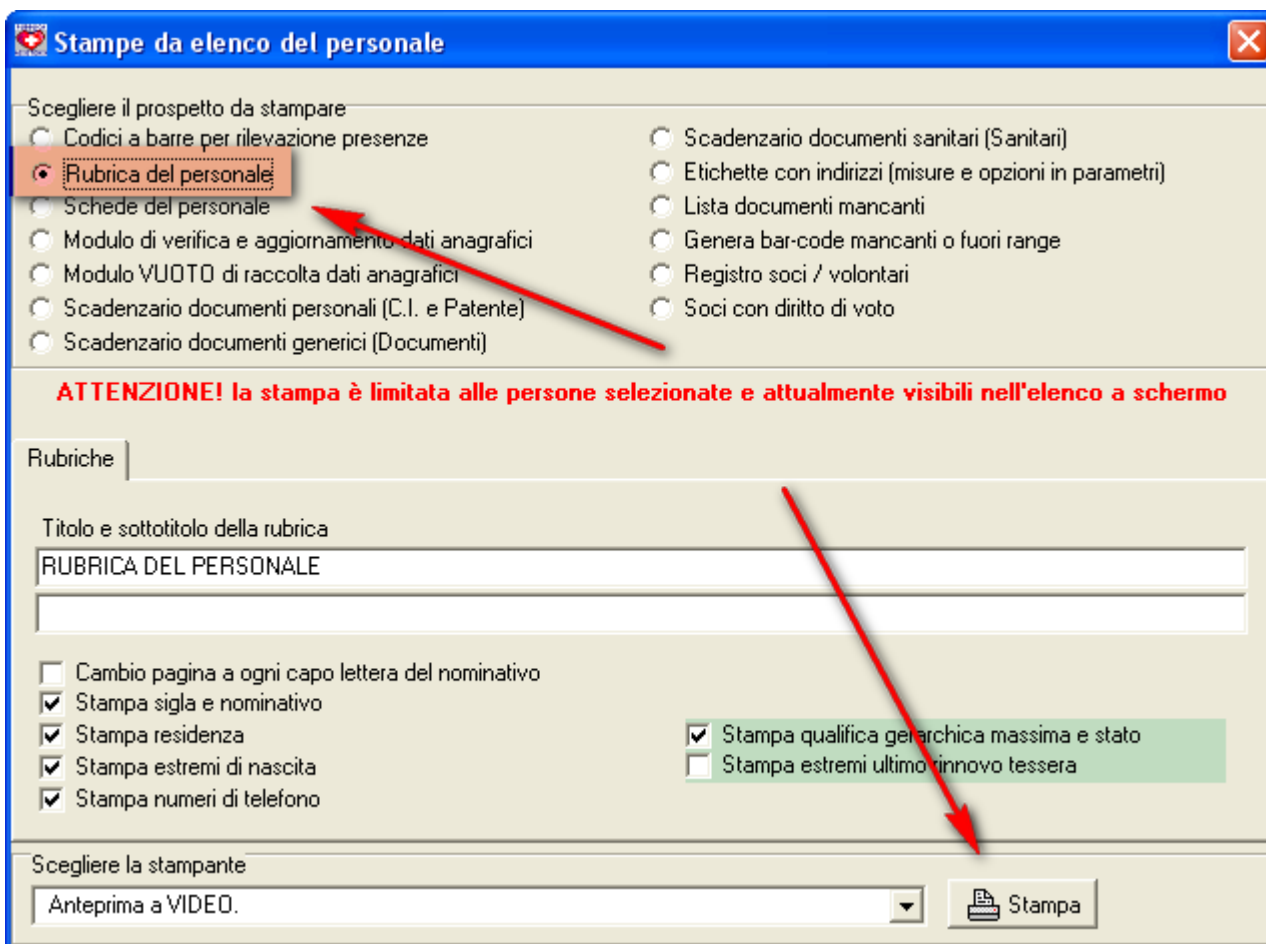 Stampe da elenco del personale
Scegliere il prospetto da stampare
Codici a barre per rilevazione presenze
Rubrica del personale
Schede del personale
Modulo di verifica e aggiornamento dati anagrafici
Modulo VUOTO di raccolta dati anagrafici
Scadenzario documenti personali (C.I. e Patente)
Scadenzario documenti generici (Documenti)
Scadenzario documenti sanitari (Sanitari)
Etichette con indirizzi (misure e opzioni in parametri)
Lista documenti mancanti
Genera bar-code mancanti o fuori range
Registro soci / volontari
Soci con diritto di voto
ATTENZIONE! la stampa è limitata alle persone selezionate e attualmente visibili nell'elenco a schermo
Rubriche
Titolo e sottotitolo della rubrica
RUBRICA DEL PERSONALE
Cambio pagina a ogni capo lettera del nominativo
Stampa sigla e nominativo
Stampa residenza
Stampa estremi di nascita
Stampa numeri di telefono
Stampa qualifica gerarchica massima e stato
Stampa estremi ultimo rinnovo tessera
Scegliere la stampante
Anteprima a VIDEO.
Stampa